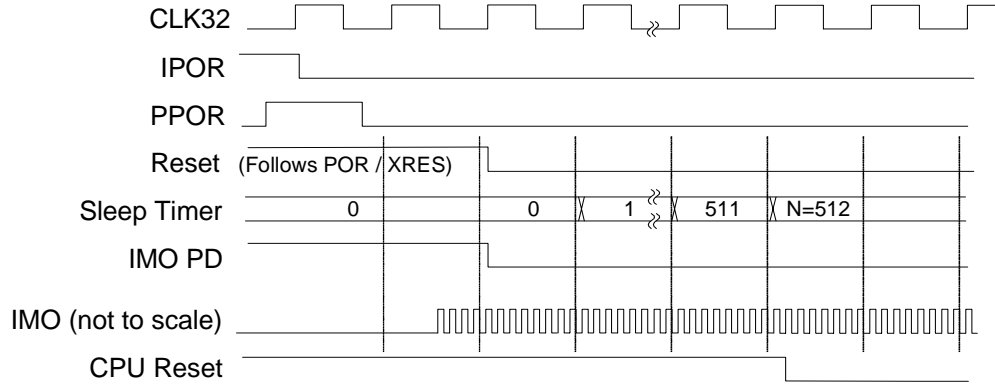 CLK32
IPOR
PPOR
Reset (Follows POR / XRES)
Sleep Timer 0 0 1 511 N=512
IMO PD
IMO (not to scale)
CPU Reset